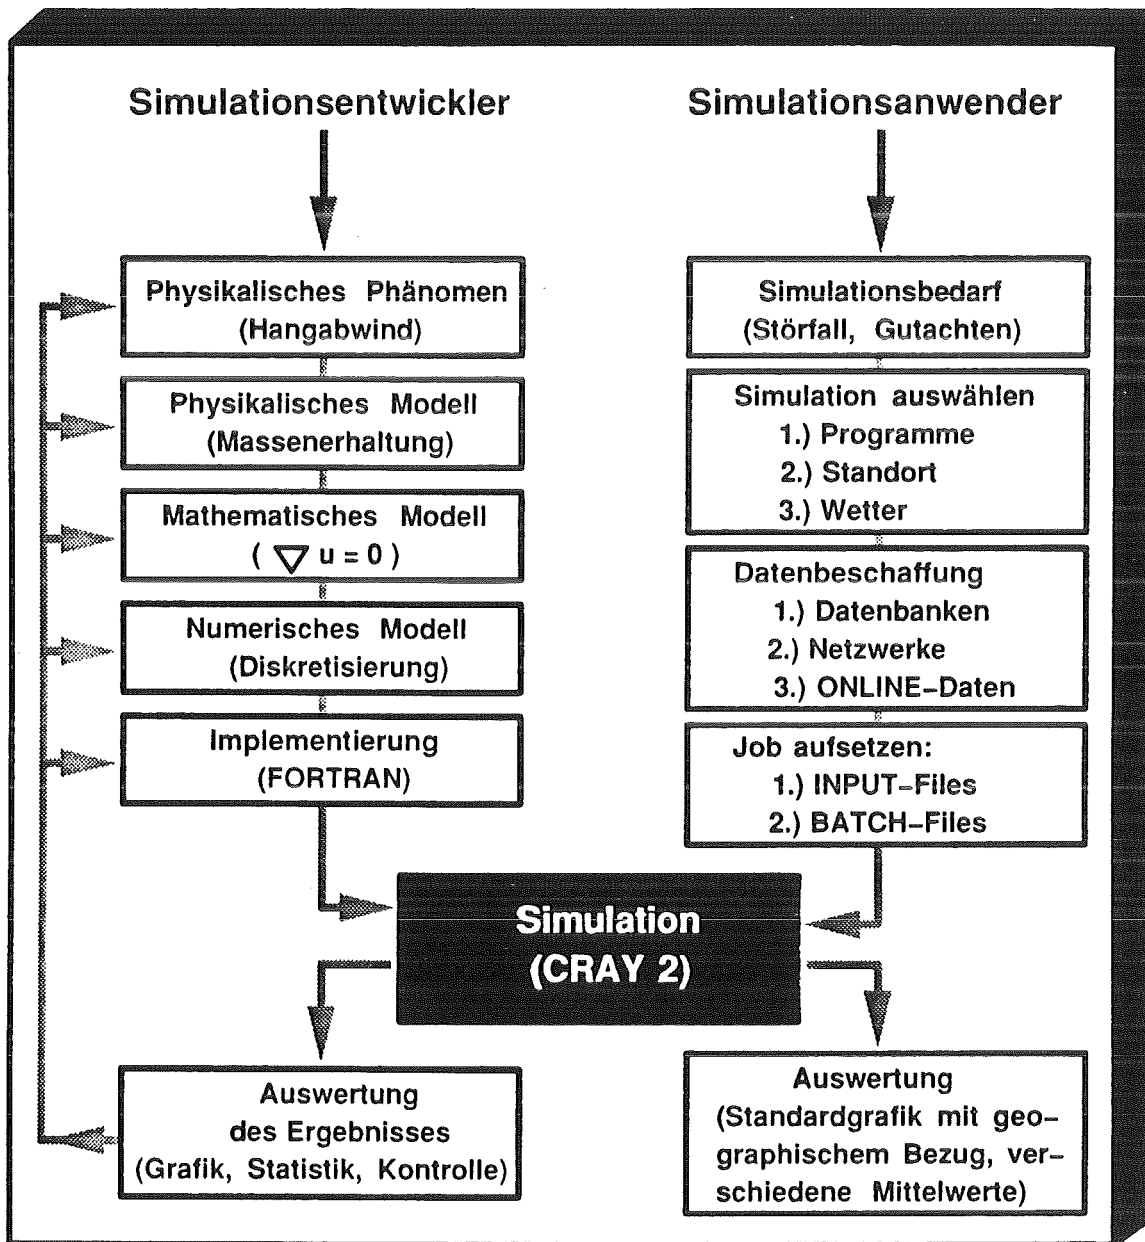 Simulationsentwickler
Physikalisches Phänomen
(Hangabwind)
Physikalisches Modell
(Massenerhaltung)
Mathematisches Modell
( ▽ u = 0 )
Numerisches Modell
(Diskretisierung)
Implementierung
(FORTRAN)
Simulationsanwender
Simulationsbedarf
(Störfall, Gutachten)
Simulation auswählen
1.) Programme
2.) Standort
3.) Wetter
Datenbeschaffung
1.) Datenbanken
2.) Netzwerke
3.) ONLINE–Daten
Job aufsetzen:
1.) INPUT–Files
2.) BATCH–Files
Simulation
(CRAY 2)
Auswertung
des Ergebnisses
(Grafik, Statistik, Kontrolle)
Auswertung
(Standardgrafik mit geo–
graphischem Bezug, ver–
schiedene Mittelwerte)